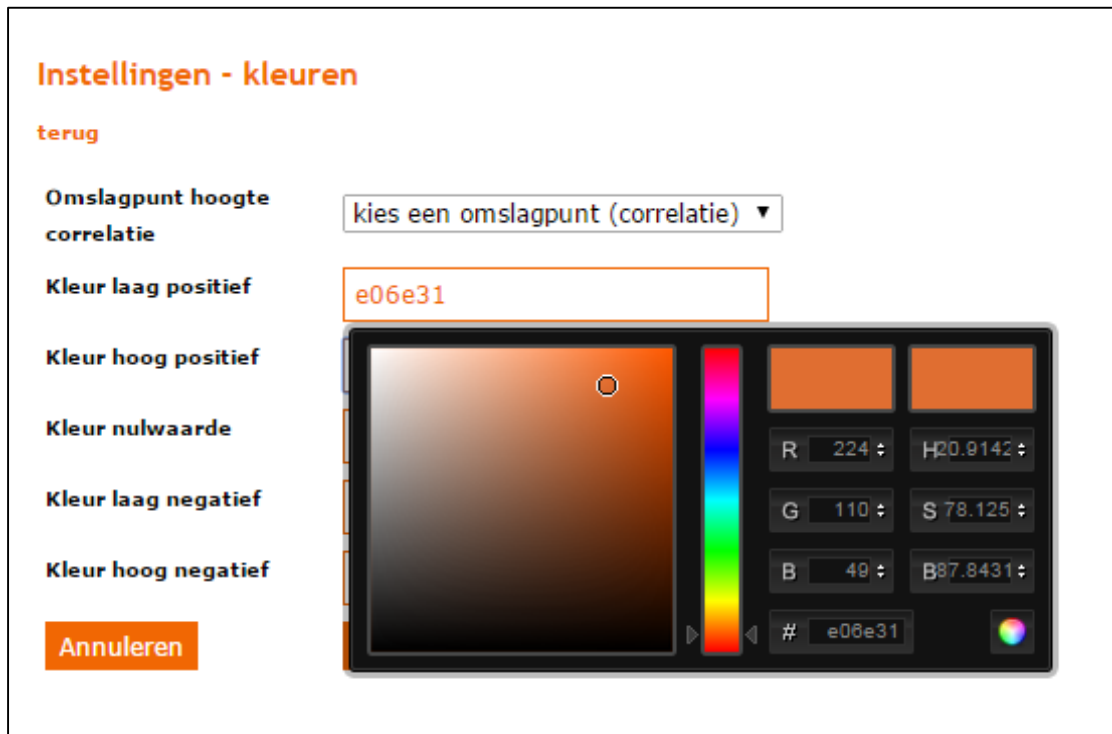 Instellingen - kleuren
terug
Omslagpunt hoogte
correlatie
kies een omslagpunt (correlatie)
Kleur laag positief
e06e31
Kleur hoog positief
Kleur nulwaarde
Kleur laag negatief
Kleur hoog negatief
Annuleren
R 224 H 20.9142
G 110 S 78.125
B 49 B 87.8431
# e06e31